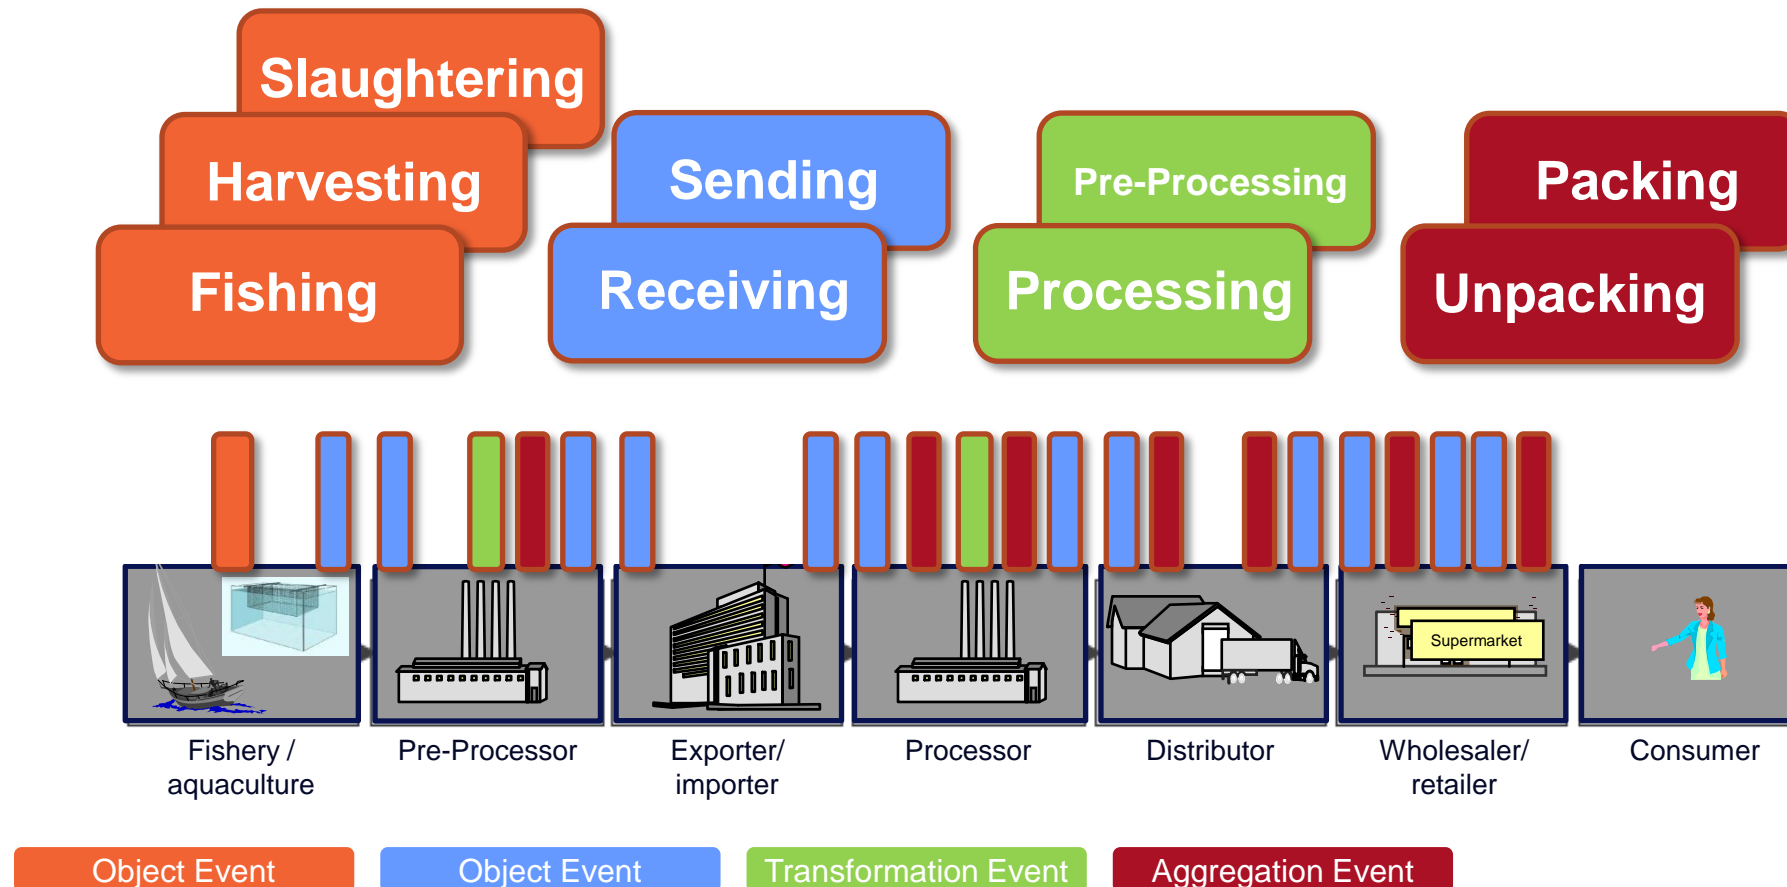 Slaughtering
Harvesting
Fishing
Sending
Receiving
Pre-Processing
Processing
Packing
Unpacking
Supermarket
Fishery /
aquaculture
Pre-Processor
Exporter/
importer
Processor
Distributor
Wholesaler/
retailer
Consumer
Object Event
Object Event
Transformation Event
Aggregation Event